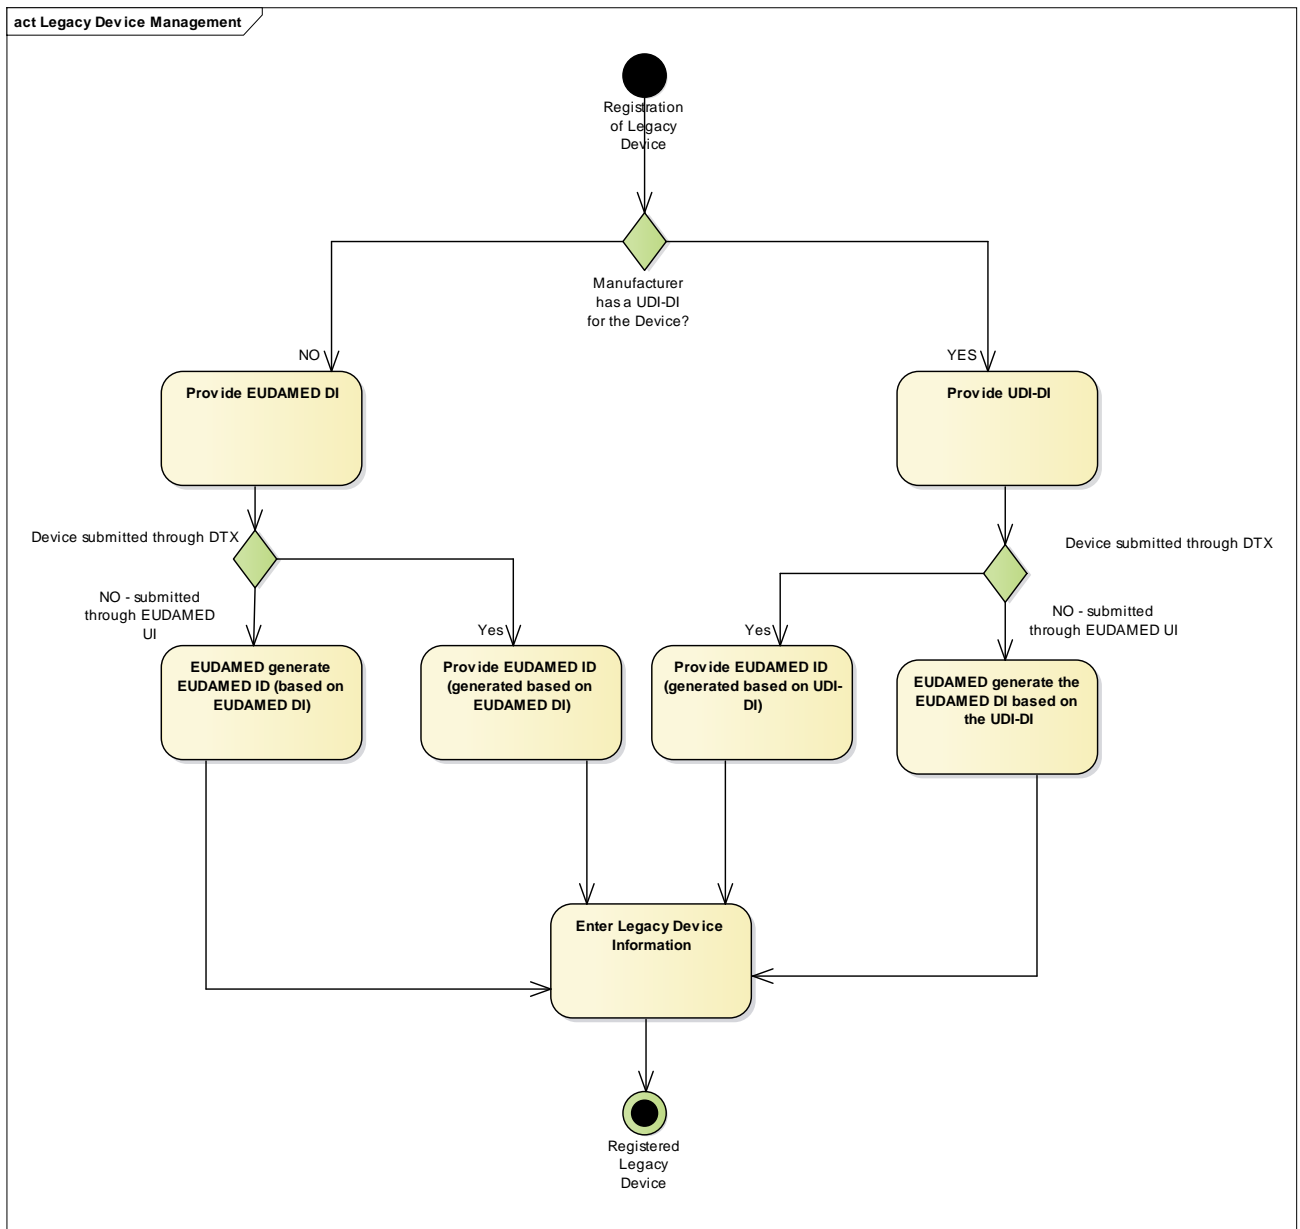 act Legacy Device Management
Registration
of Legacy
Device
Manufacturer
has a UDI-DI
for the Device?
NO
YES
Provide EUDAMED DI
Provide UDI-DI
Device submitted through DTX
Device submitted through DTX
NO - submitted
through EUDAMED
UI
Yes
Yes
NO - submitted
through EUDAMED UI
EUDAMED generate
EUDAMED ID (based on
EUDAMED DI)
Provide EUDAMED ID
(generated based on
EUDAMED DI)
Provide EUDAMED ID
(generated based on UDI-
DI)
EUDAMED generate the
EUDAMED DI based on
the UDI-DI
Enter Legacy Device
Information
Registered
Legacy
Device